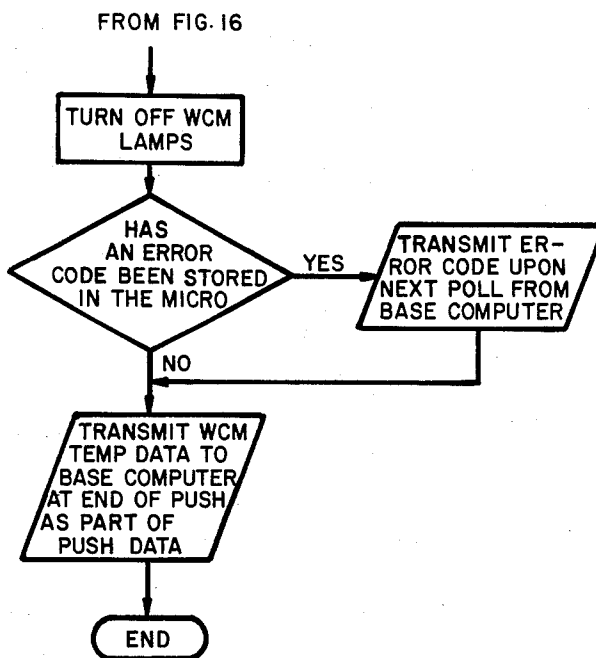 FROM FIG. 16
TURN OFF WCM
LAMPS
HAS
AN ERROR
CODE BEEN STORED
IN THE MICRO
YES
TRANSMIT ER-
ROR CODE UPON
NEXT POLL FROM
BASE COMPUTER
NO
TRANSMIT WCM
TEMP DATA TO
BASE COMPUTER
AT END OF PUSH
AS PART OF
PUSH DATA
END